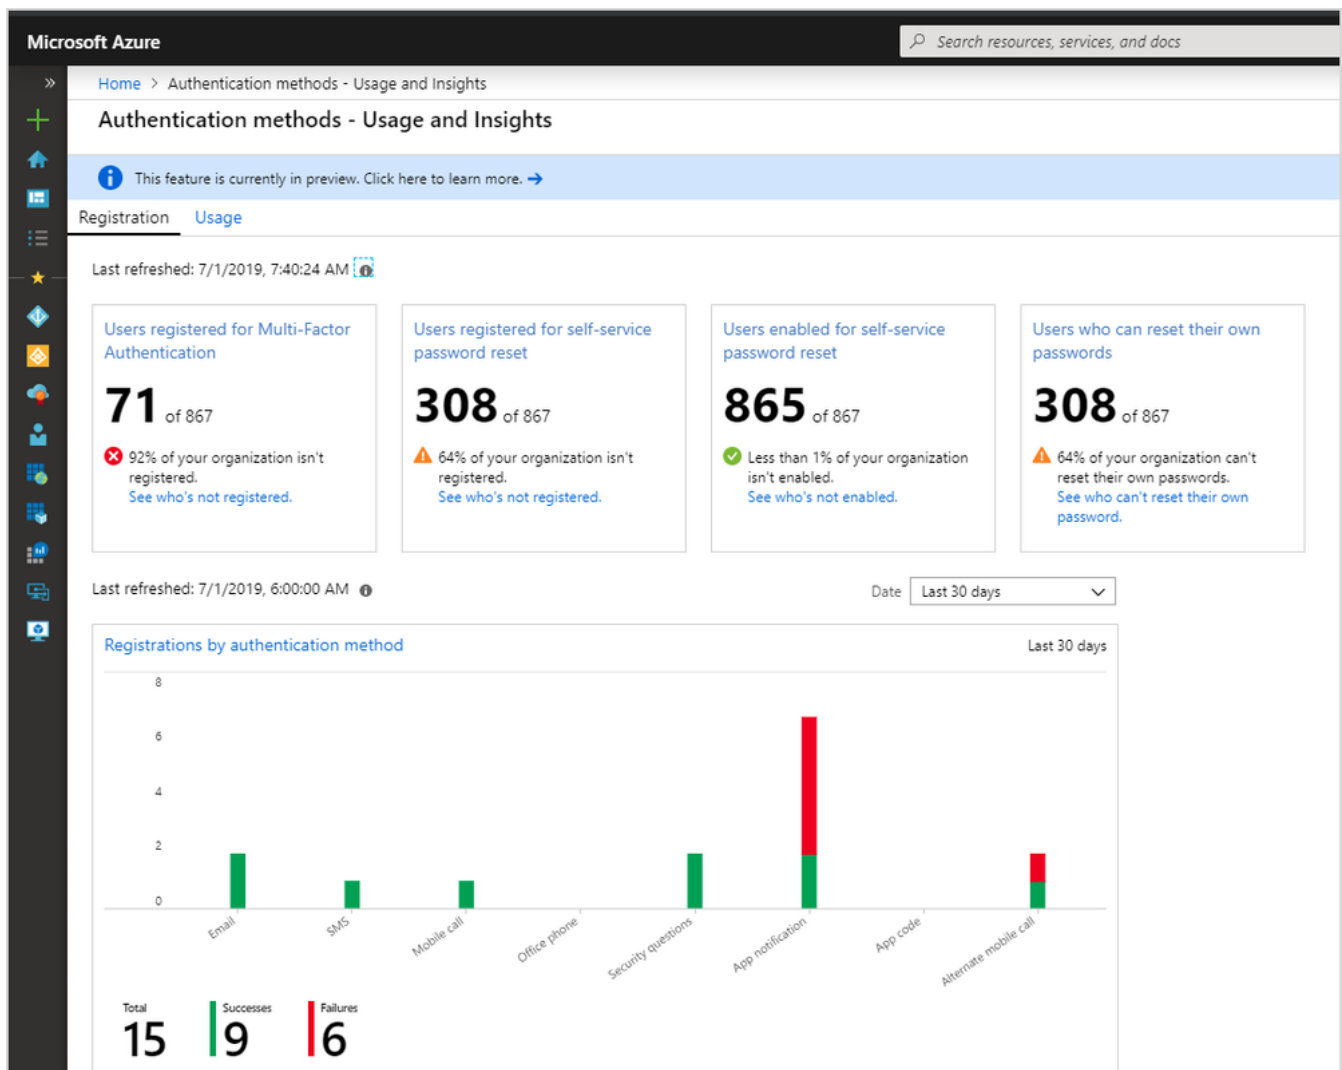 Microsoft Azure
Search resources, services, and docs
Home > Authentication methods - Usage and Insights
Authentication methods - Usage and Insights
This feature is currently in preview. Click here to learn more. →
Registration Usage
Last refreshed: 7/1/2019, 7:40:24 AM
Users registered for Multi-Factor
Authentication
71 of 867
92% of your organization isn't
registered.
See who's not registered.
Users registered for self-service
password reset
308 of 867
64% of your organization isn't
registered.
See who's not registered.
Users enabled for self-service
password reset
865 of 867
Less than 1% of your organization
isn't enabled.
See who's not enabled.
Users who can reset their own
passwords
308 of 867
64% of your organization can't
reset their own passwords.
See who can't reset their own
password.
Last refreshed: 7/1/2019, 6:00:00 AM
Date Last 30 days
Registrations by authentication method
Last 30 days
8
6
4
2
0
Email
SMS
Mobile call
Office phone
Security questions
App notification
App code
Alternate mobile call
Total
15
Successes
9
Failures
6